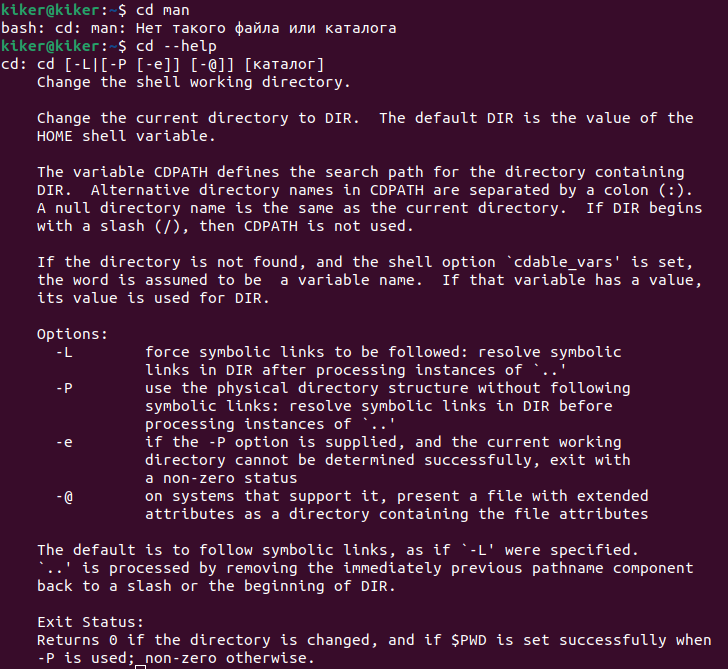 kiker@kiker:~$ cd man
bash: cd: man: Нет такого файла или каталога
kiker@kiker:~$ cd --help
cd: cd [-L|[-P [-e]] [-@]] [каталог]
    Change the shell working directory.

    Change the current directory to DIR.  The default DIR is the value of the
    HOME shell variable.

    The variable CDPATH defines the search path for the directory containing
    DIR.  Alternative directory names in CDPATH are separated by a colon (:).
    A null directory name is the same as the current directory.  If DIR begins
    with a slash (/), then CDPATH is not used.

    If the directory is not found, and the shell option `cdable_vars' is set,
    the word is assumed to be  a variable name.  If that variable has a value,
    its value is used for DIR.

    Options:
      -L        force symbolic links to be followed: resolve symbolic
                links in DIR after processing instances of `..'
      -P        use the physical directory structure without following
                symbolic links: resolve symbolic links in DIR before
                processing instances of `..'
      -e        if the -P option is supplied, and the current working
                directory cannot be determined successfully, exit with
                a non-zero status
      -@        on systems that support it, present a file with extended
                attributes as a directory containing the file attributes

    The default is to follow symbolic links, as if `-L' were specified.
    `..' is processed by removing the immediately previous pathname component
    back to a slash or the beginning of DIR.

    Exit Status:
    Returns 0 if the directory is changed, and if $PWD is set successfully when
    -P is used; non-zero otherwise.